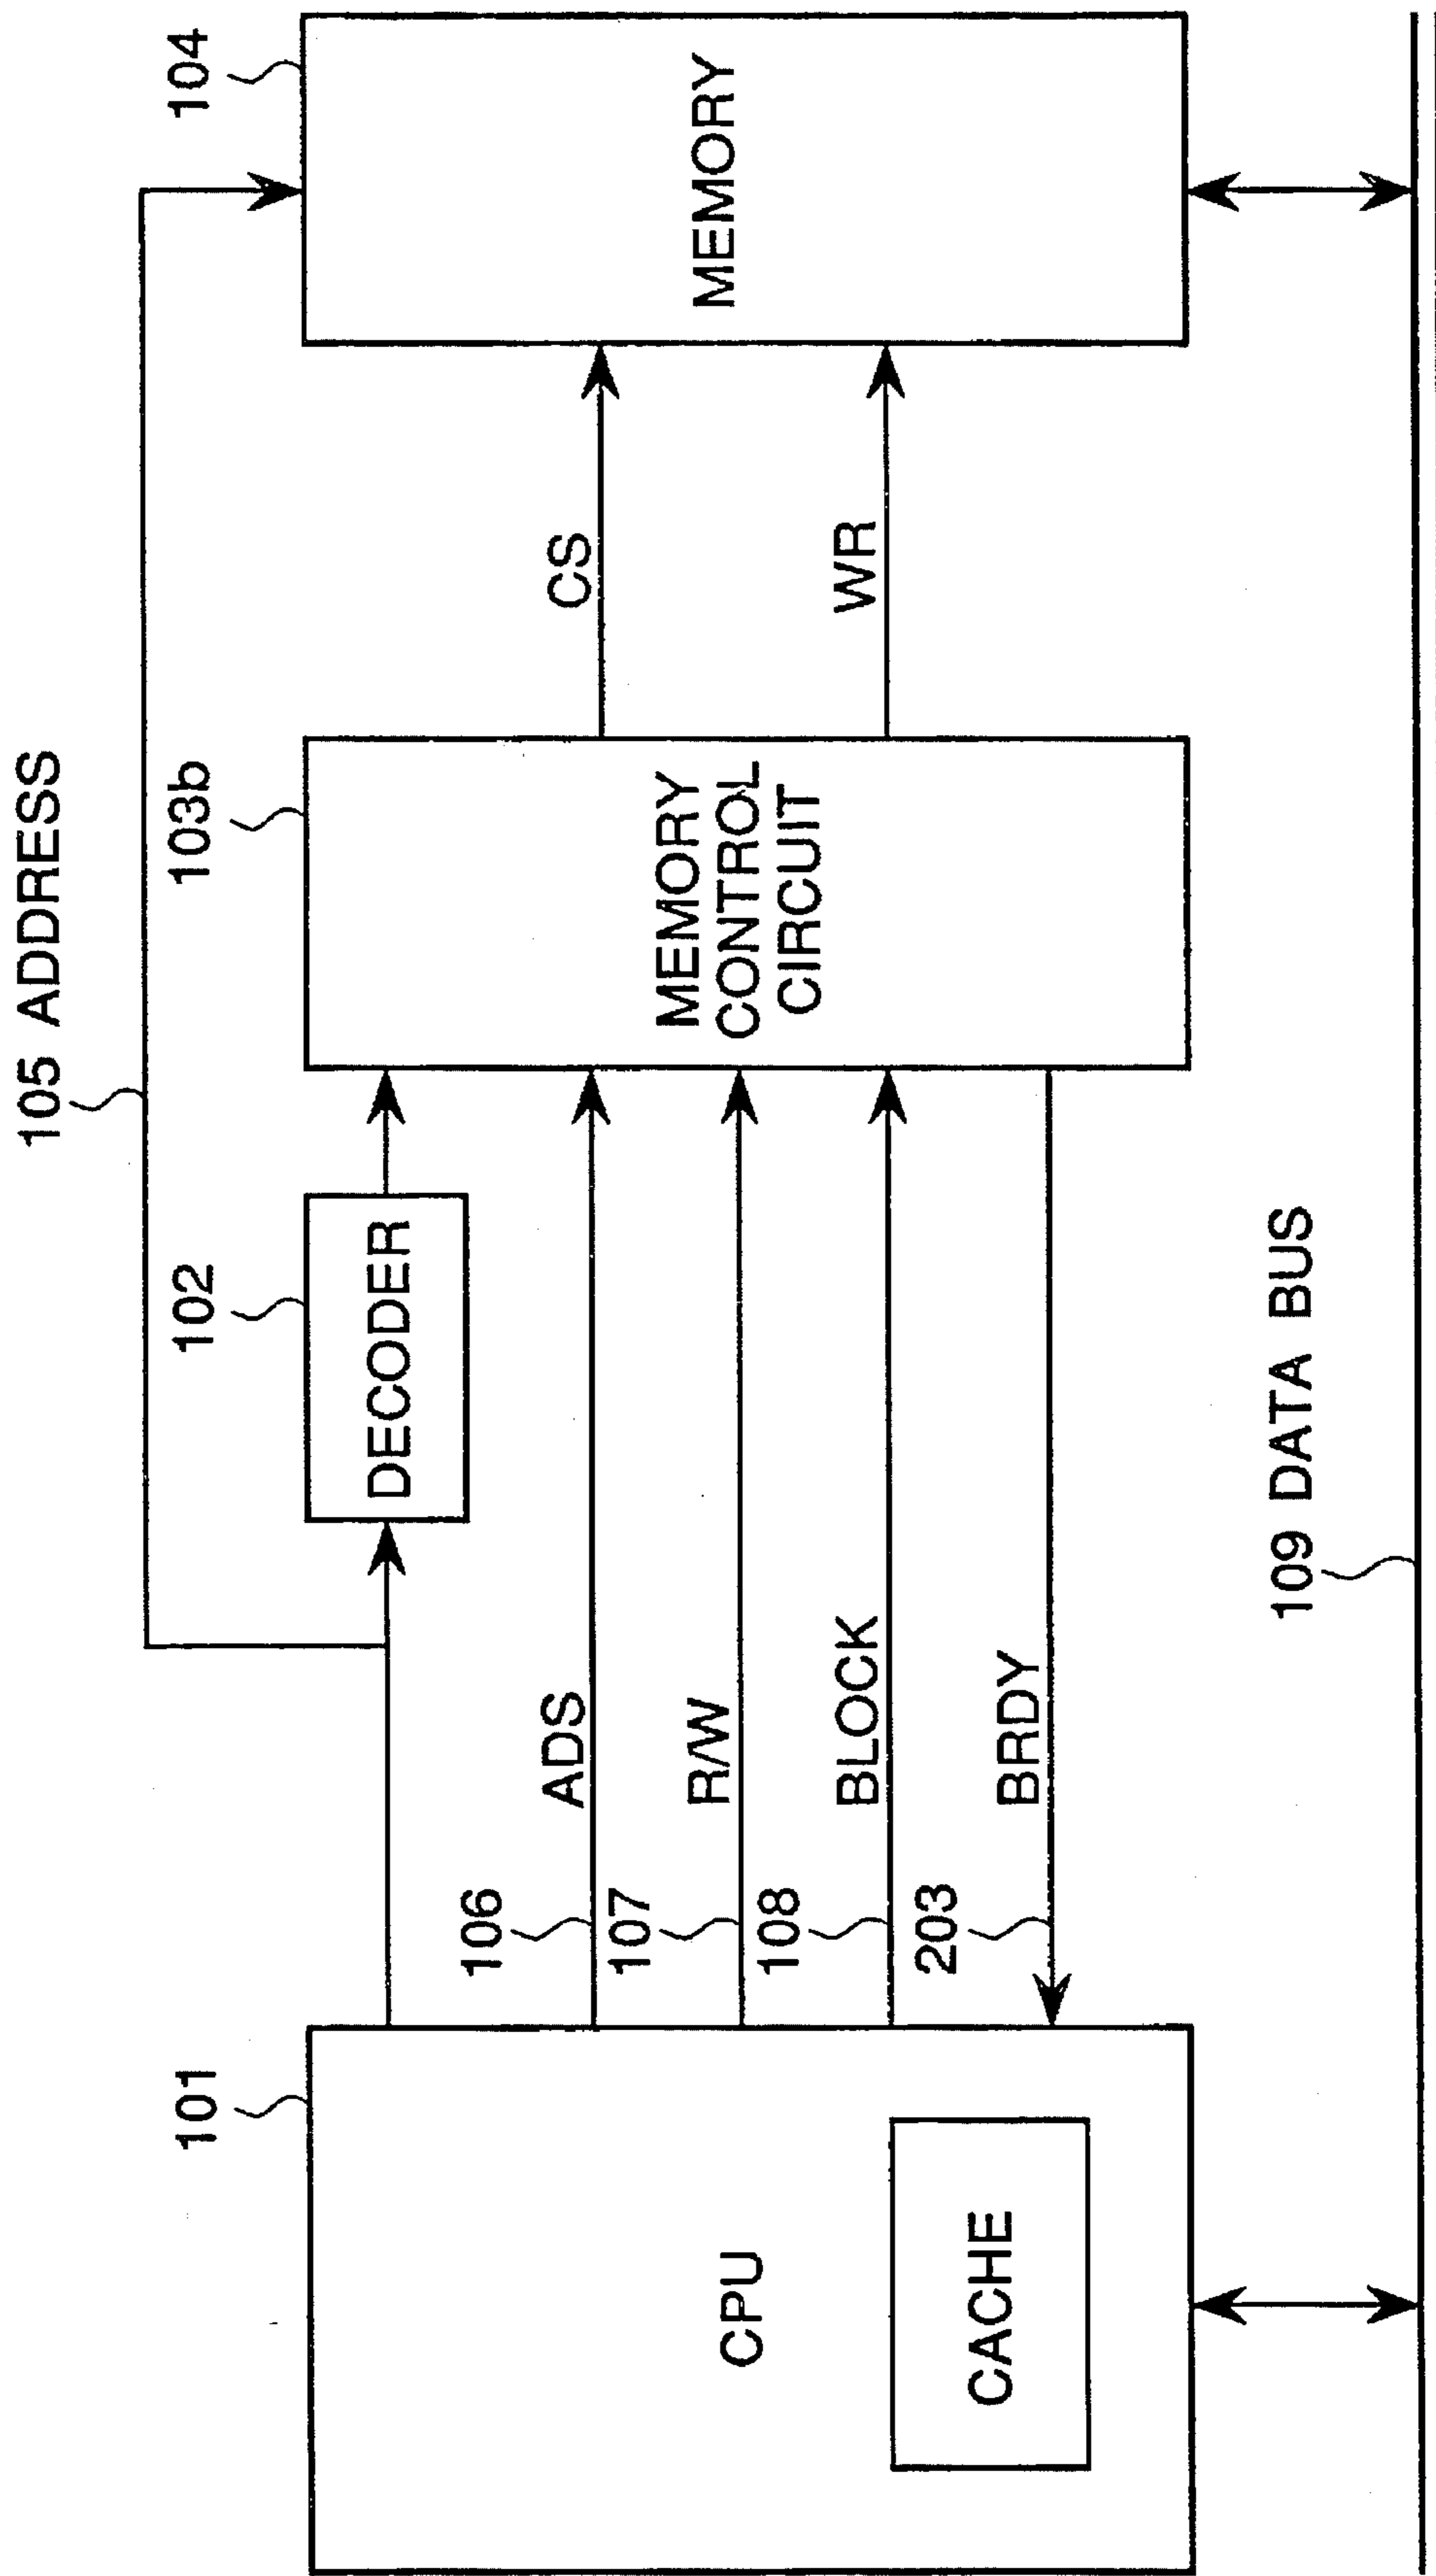 105 ADDRESS
101
102
103b
104
DECODER
106
ADS
107
R/W
108
BLOCK
203
BRDY
CPU
CACHE
MEMORY
CONTROL
CIRCUIT
CS
WR
MEMORY
109 DATA BUS